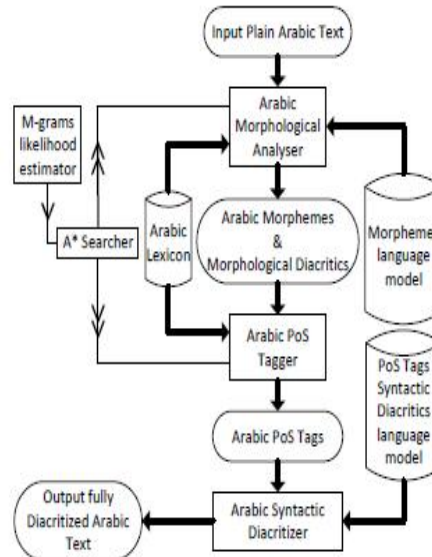 Input Plain Arabic Text
M-grams
likelihood
estimator
Arabic
Morphological
Analyser
A* Searcher
Arabic
Lexicon
Arabic Morphemes
&
Morphological Diacritics
Morpheme
language
model
Arabic PoS
Tagger
PoS Tags
Syntactic
Diacritics
language
model
Arabic PoS Tags
Arabic Syntactic
Diacritizer
Output fully
Diacritized Arabic
Text